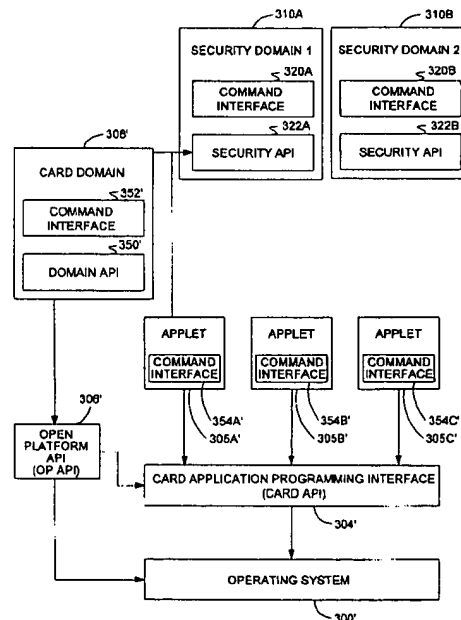 310A
310B
SECURITY DOMAIN 1
SECURITY DOMAIN 2
320A
320B
COMMAND
INTERFACE
COMMAND
INTERFACE
322A
322B
SECURITY API
SECURITY API
308'
CARD DOMAIN
352'
COMMAND
INTERFACE
350'
DOMAIN API
APPLET
APPLET
APPLET
COMMAND
INTERFACE
COMMAND
INTERFACE
COMMAND
INTERFACE
354A'
354B'
354C'
305A'
305B'
305C'
306'
OPEN
PLATFORM
API
(OP API)
CARD APPLICATION PROGRAMMING INTERFACE
(CARD API)
304'
OPERATING SYSTEM
300'